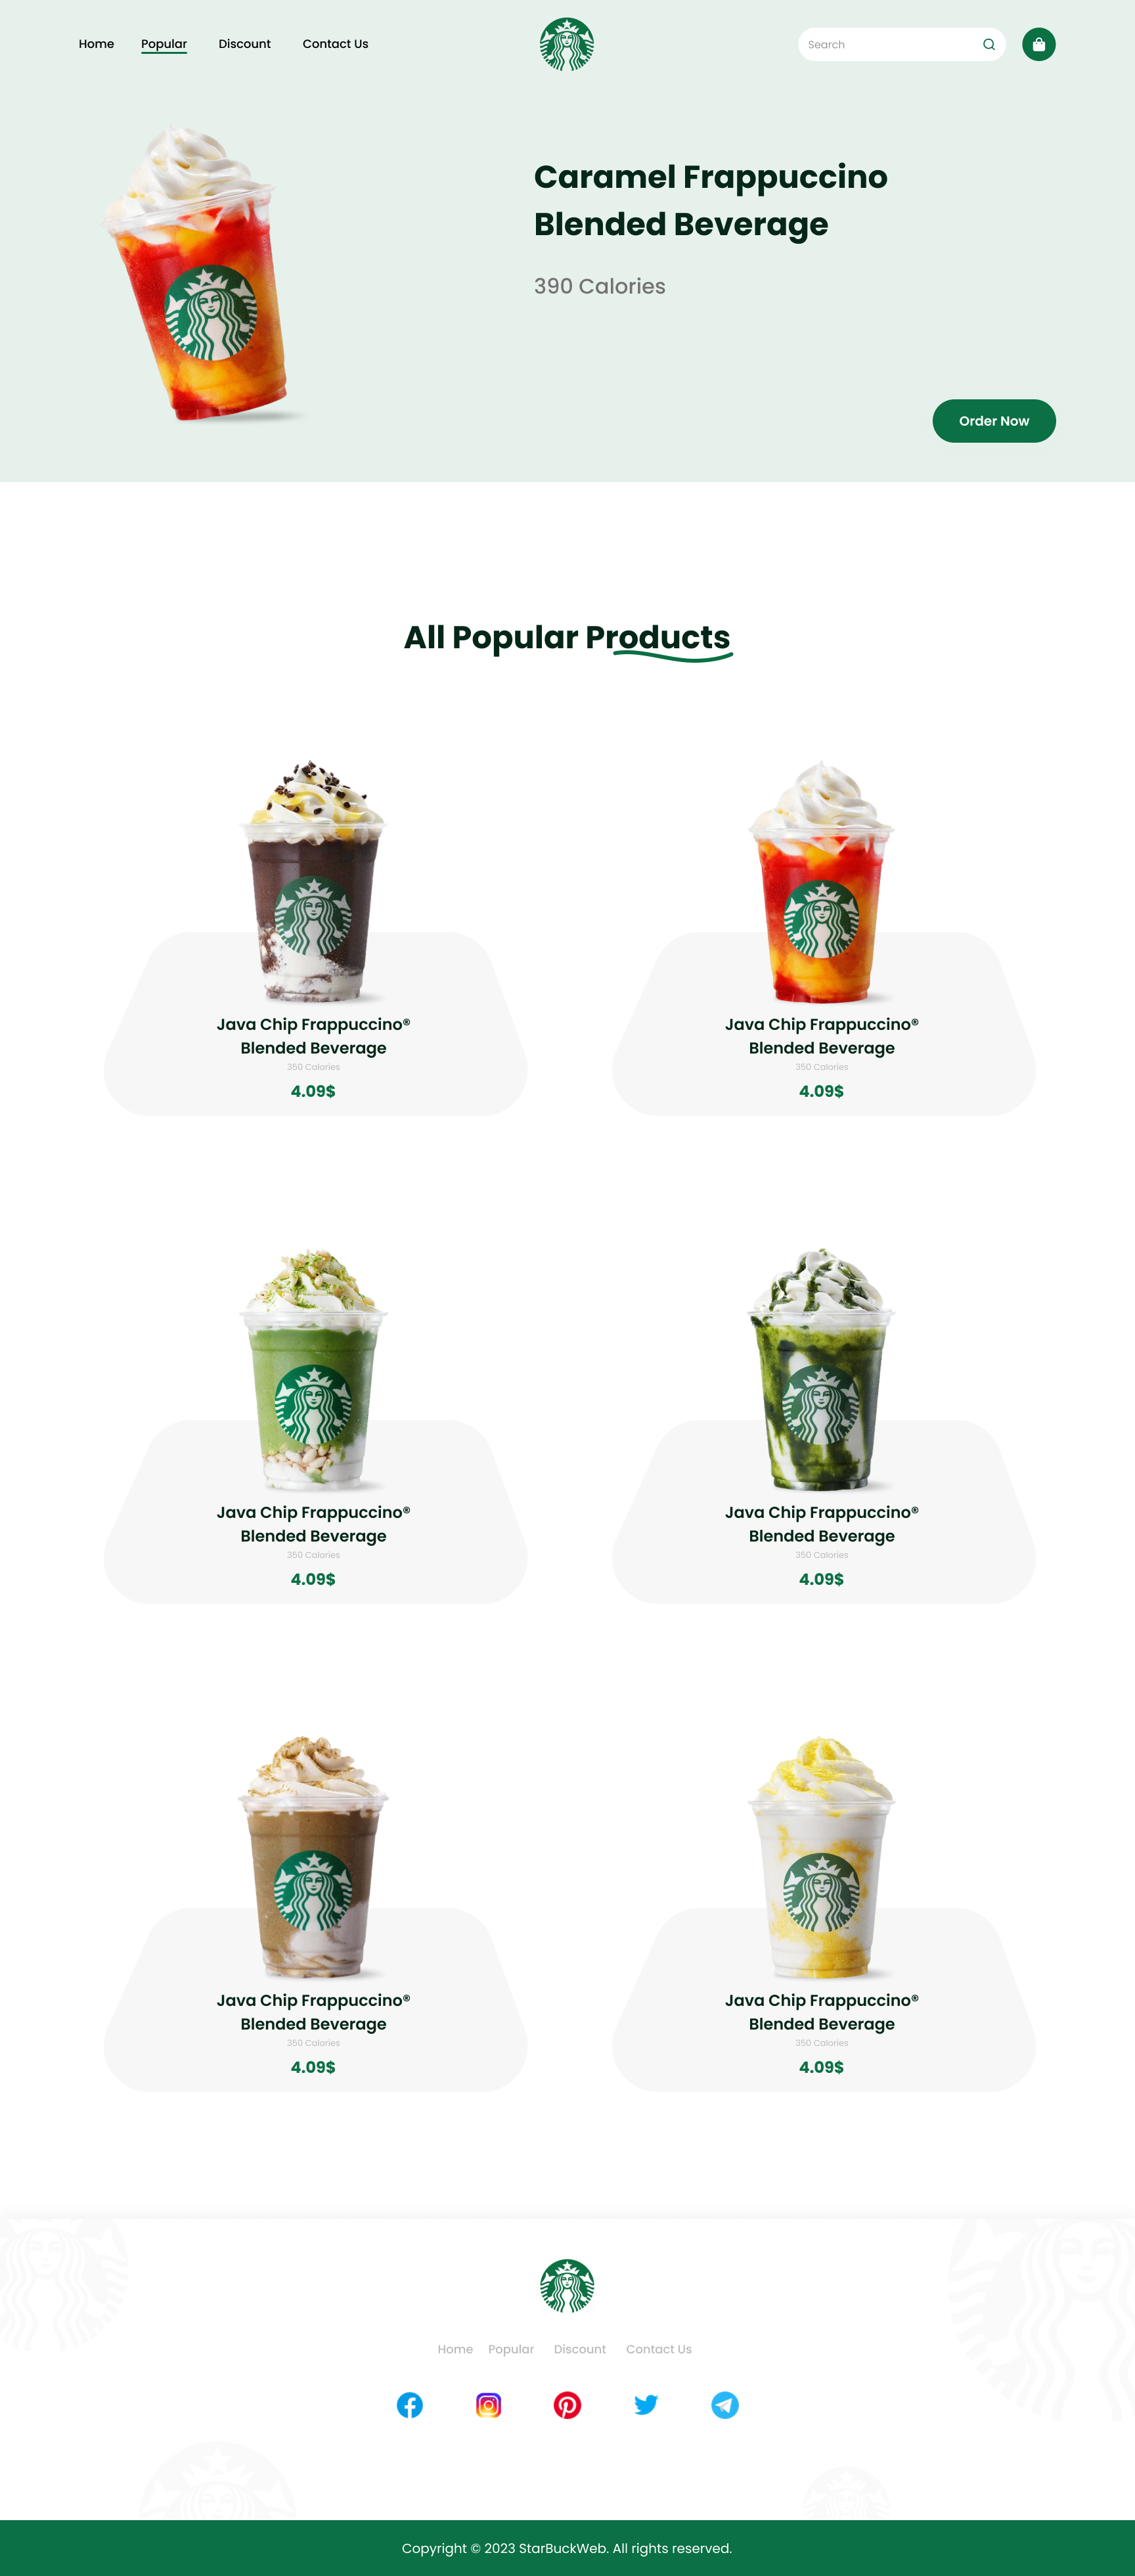 Home Popular Discount Contact Us
Search
Caramel Frappuccino
Blended Beverage
390 Calories
Order Now
All Popular Products
Java Chip Frappuccino®
Blended Beverage
350 Calories
4.09$
Java Chip Frappuccino®
Blended Beverage
350 Calories
4.09$
Java Chip Frappuccino®
Blended Beverage
350 Calories
4.09$
Java Chip Frappuccino®
Blended Beverage
350 Calories
4.09$
Java Chip Frappuccino®
Blended Beverage
350 Calories
4.09$
Java Chip Frappuccino®
Blended Beverage
350 Calories
4.09$
Home Popular Discount Contact Us
Copyright © 2023 StarBuckWeb. All rights reserved.